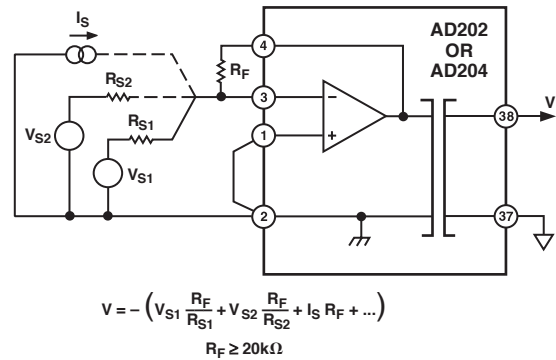 I_S
4
AD202
OR
AD204
R_F
R_S2
3
38
V
1
R_S1
V_S2
V_S1
2
37
V = – (V_S1 R_F/R_S1 + V_S2 R_F/R_S2 + I_S R_F + ...)
R_F ≥ 20kΩ